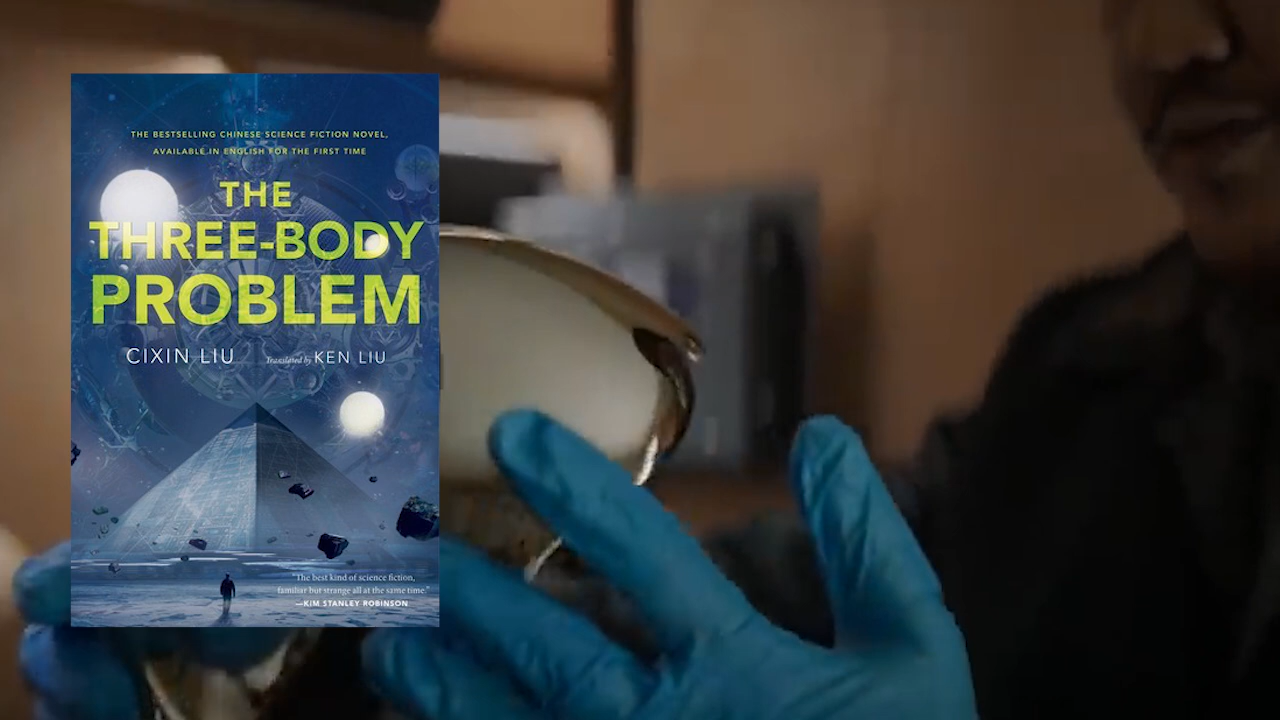 THE BESTSELLING CHINESE SCIENCE FICTION NOVEL,
AVAILABLE IN ENGLISH FOR THE FIRST TIME
THE
THREE-BODY
PROBLEM
CIXIN LIU Translated by KEN LIU
"The best kind of science fiction,
familiar but strange all at the same time."
—KIM STANLEY ROBINSON